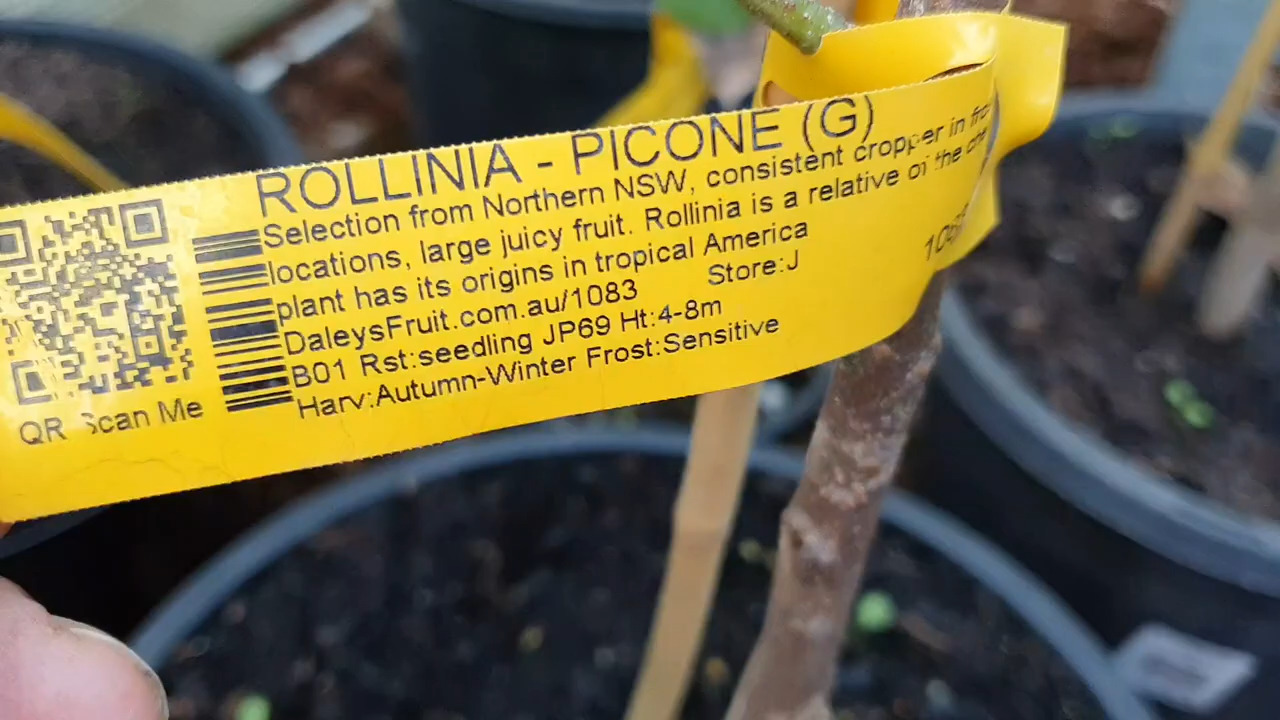 ROLLINIA - PICONE (G)
Selection from Northern NSW, consistent cropper in
locations, large juicy fruit. Rollinia is a relative of the
plant has its origins in tropical America
DaleysFruit.com.au/1083 Store:J
B01 Rst:seedling JP69 Ht:4-8m
Harv:Autumn-Winter Frost:Sensitive
QR Scan Me